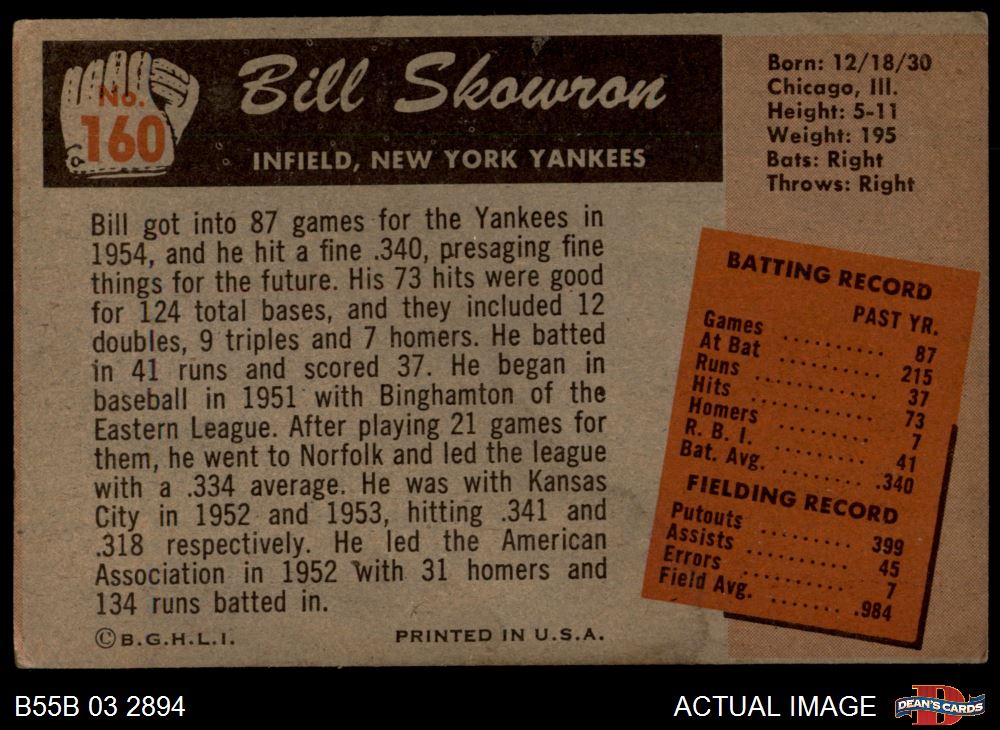 No.
160
Bill Skowron
INFIELD, NEW YORK YANKEES
Born: 12/18/30
Chicago, Ill.
Height: 5-11
Weight: 195
Bats: Right
Throws: Right
Bill got into 87 games for the Yankees in
1954, and he hit a fine .340, presaging fine
things for the future. His 73 hits were good
for 124 total bases, and they included 12
doubles, 9 triples and 7 homers. He batted
in 41 runs and scored 37. He began in
baseball in 1951 with Binghamton of the
Eastern League. After playing 21 games for
them, he went to Norfolk and led the league
with a .334 average. He was with Kansas
City in 1952 and 1953, hitting .341 and
.318 respectively. He led the American
Association in 1952 with 31 homers and
134 runs batted in.
©B.G.H.L.I.
PRINTED IN U.S.A.
BATTING RECORD
PAST YR.
Games .......... 87
At Bat .......... 215
Runs .......... 37
Hits .......... 73
Homers .......... 7
R. B. I. .......... 41
Bat. Avg. ........ .340
FIELDING RECORD
Putouts ......... 399
Assists .......... 45
Errors .......... 7
Field Avg. ....... .984
B55B 03 2894
ACTUAL IMAGE
DEAN'S CARDS